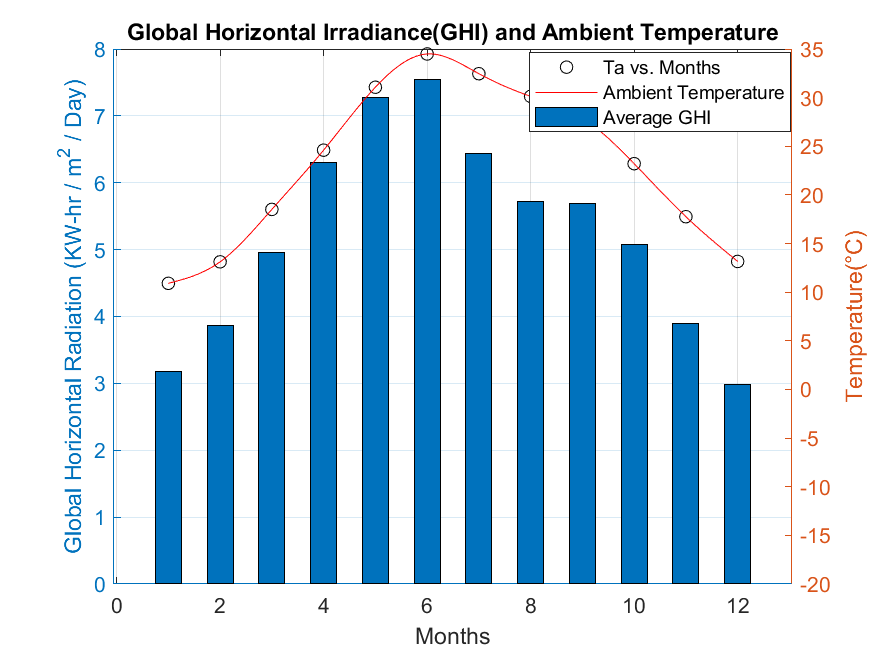 Global Horizontal Irradiance(GHI) and Ambient Temperature
Ta vs. Months
Ambient Temperature
Average GHI
Global Horizontal Radiation (KW-hr / m² / Day)
8
7
6
5
4
3
2
1
0
35
30
25
20
15
10
5
0
-5
-10
-15
-20
Temperature(°C)
0 2 4 6 8 10 12
Months